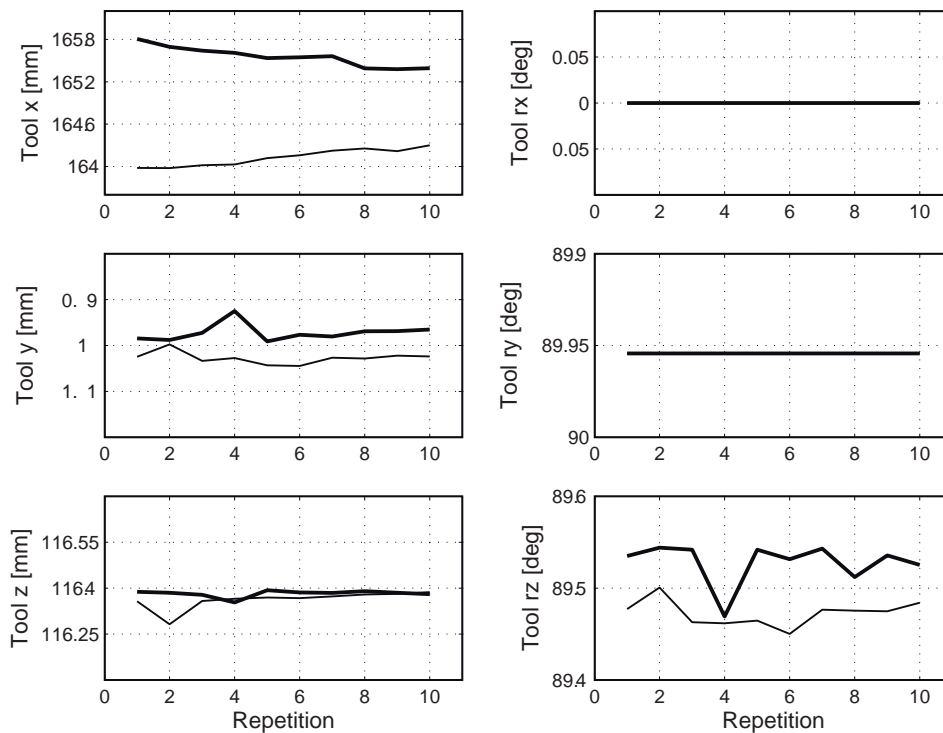 Tool x [mm]
1658
1652
164.6
164
0 2 4 6 8 10
Tool rx [deg]
0.05
0
0.05
0 2 4 6 8 10
Tool y [mm]
0. 9
1
1. 1
0 2 4 6 8 10
Tool ry [deg]
89.9
89.95
90
0 2 4 6 8 10
Tool z [mm]
116.55
1164
116.25
0 2 4 6 8 10
Repetition
Tool rz [deg]
89.6
89.5
89.4
0 2 4 6 8 10
Repetition